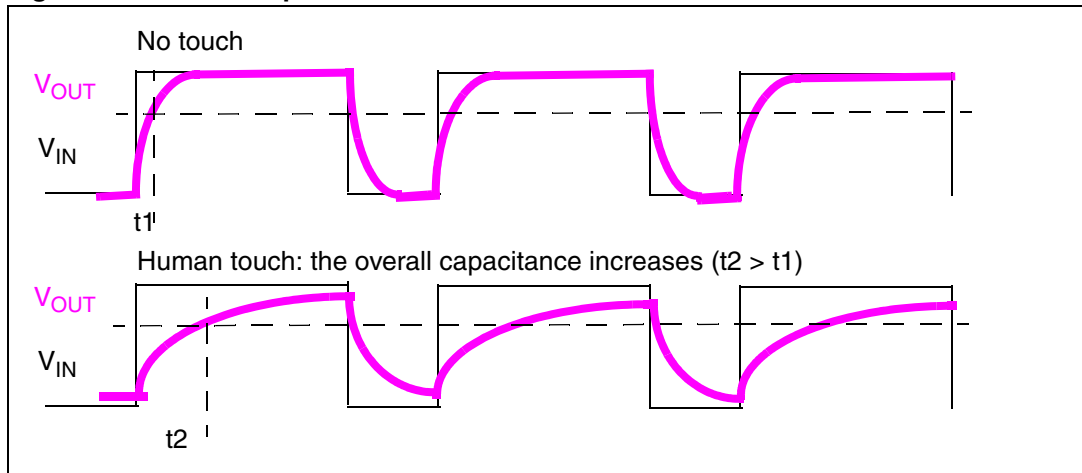 No touch
VOUT
VIN
t1
Human touch: the overall capacitance increases (t2 > t1)
VOUT
VIN
t2